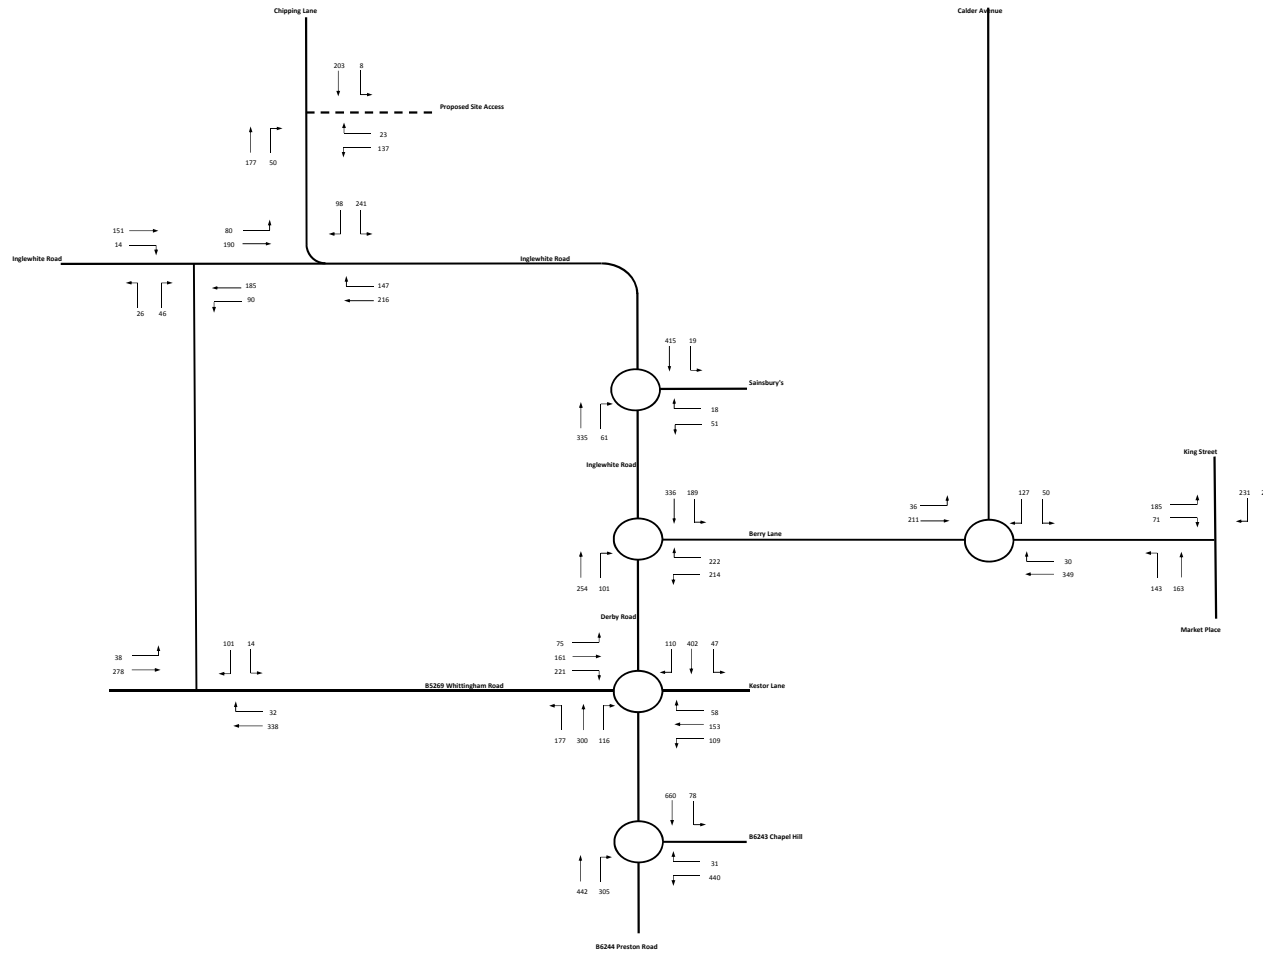 Chipping Lane
Calder Avenue
203 8
Proposed Site Access
23
137
177 50
98 241
151
14
80
190
Inglewhite Road
Inglewhite Road
185
90
147
216
26 46
415 19
Sainsbury's
18
51
335 61
Inglewhite Road
King Street
336 189
36
211
127 50
185
71
231
Berry Lane
222
214
30
349
254 101
143 163
Derby Road
Market Place
38
278
101 14
75
161
221
110 402 47
B5269 Whittingham Road
Kestor Lane
32
338
58
153
109
177 300 116
660 78
B6243 Chapel Hill
31
440
442 305
B6244 Preston Road